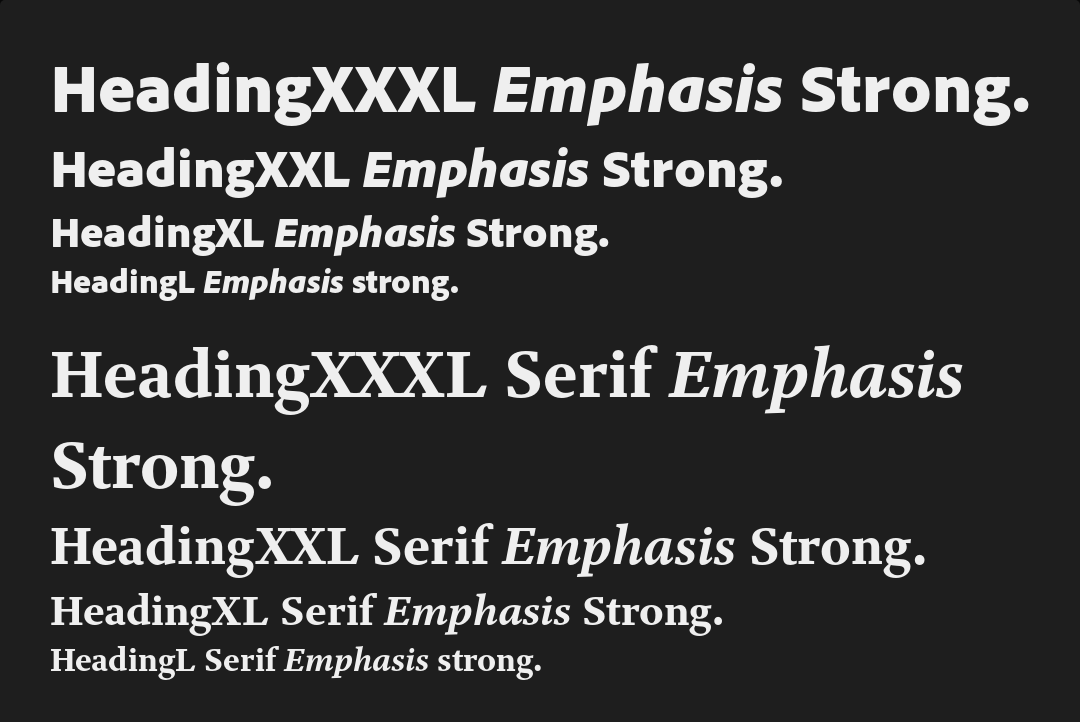 HeadingXXXL Emphasis Strong.
HeadingXXL Emphasis Strong.
HeadingXL Emphasis Strong.
HeadingL Emphasis strong.
HeadingXXXL Serif Emphasis
Strong.
HeadingXXL Serif Emphasis Strong.
HeadingXL Serif Emphasis Strong.
HeadingL Serif Emphasis strong.